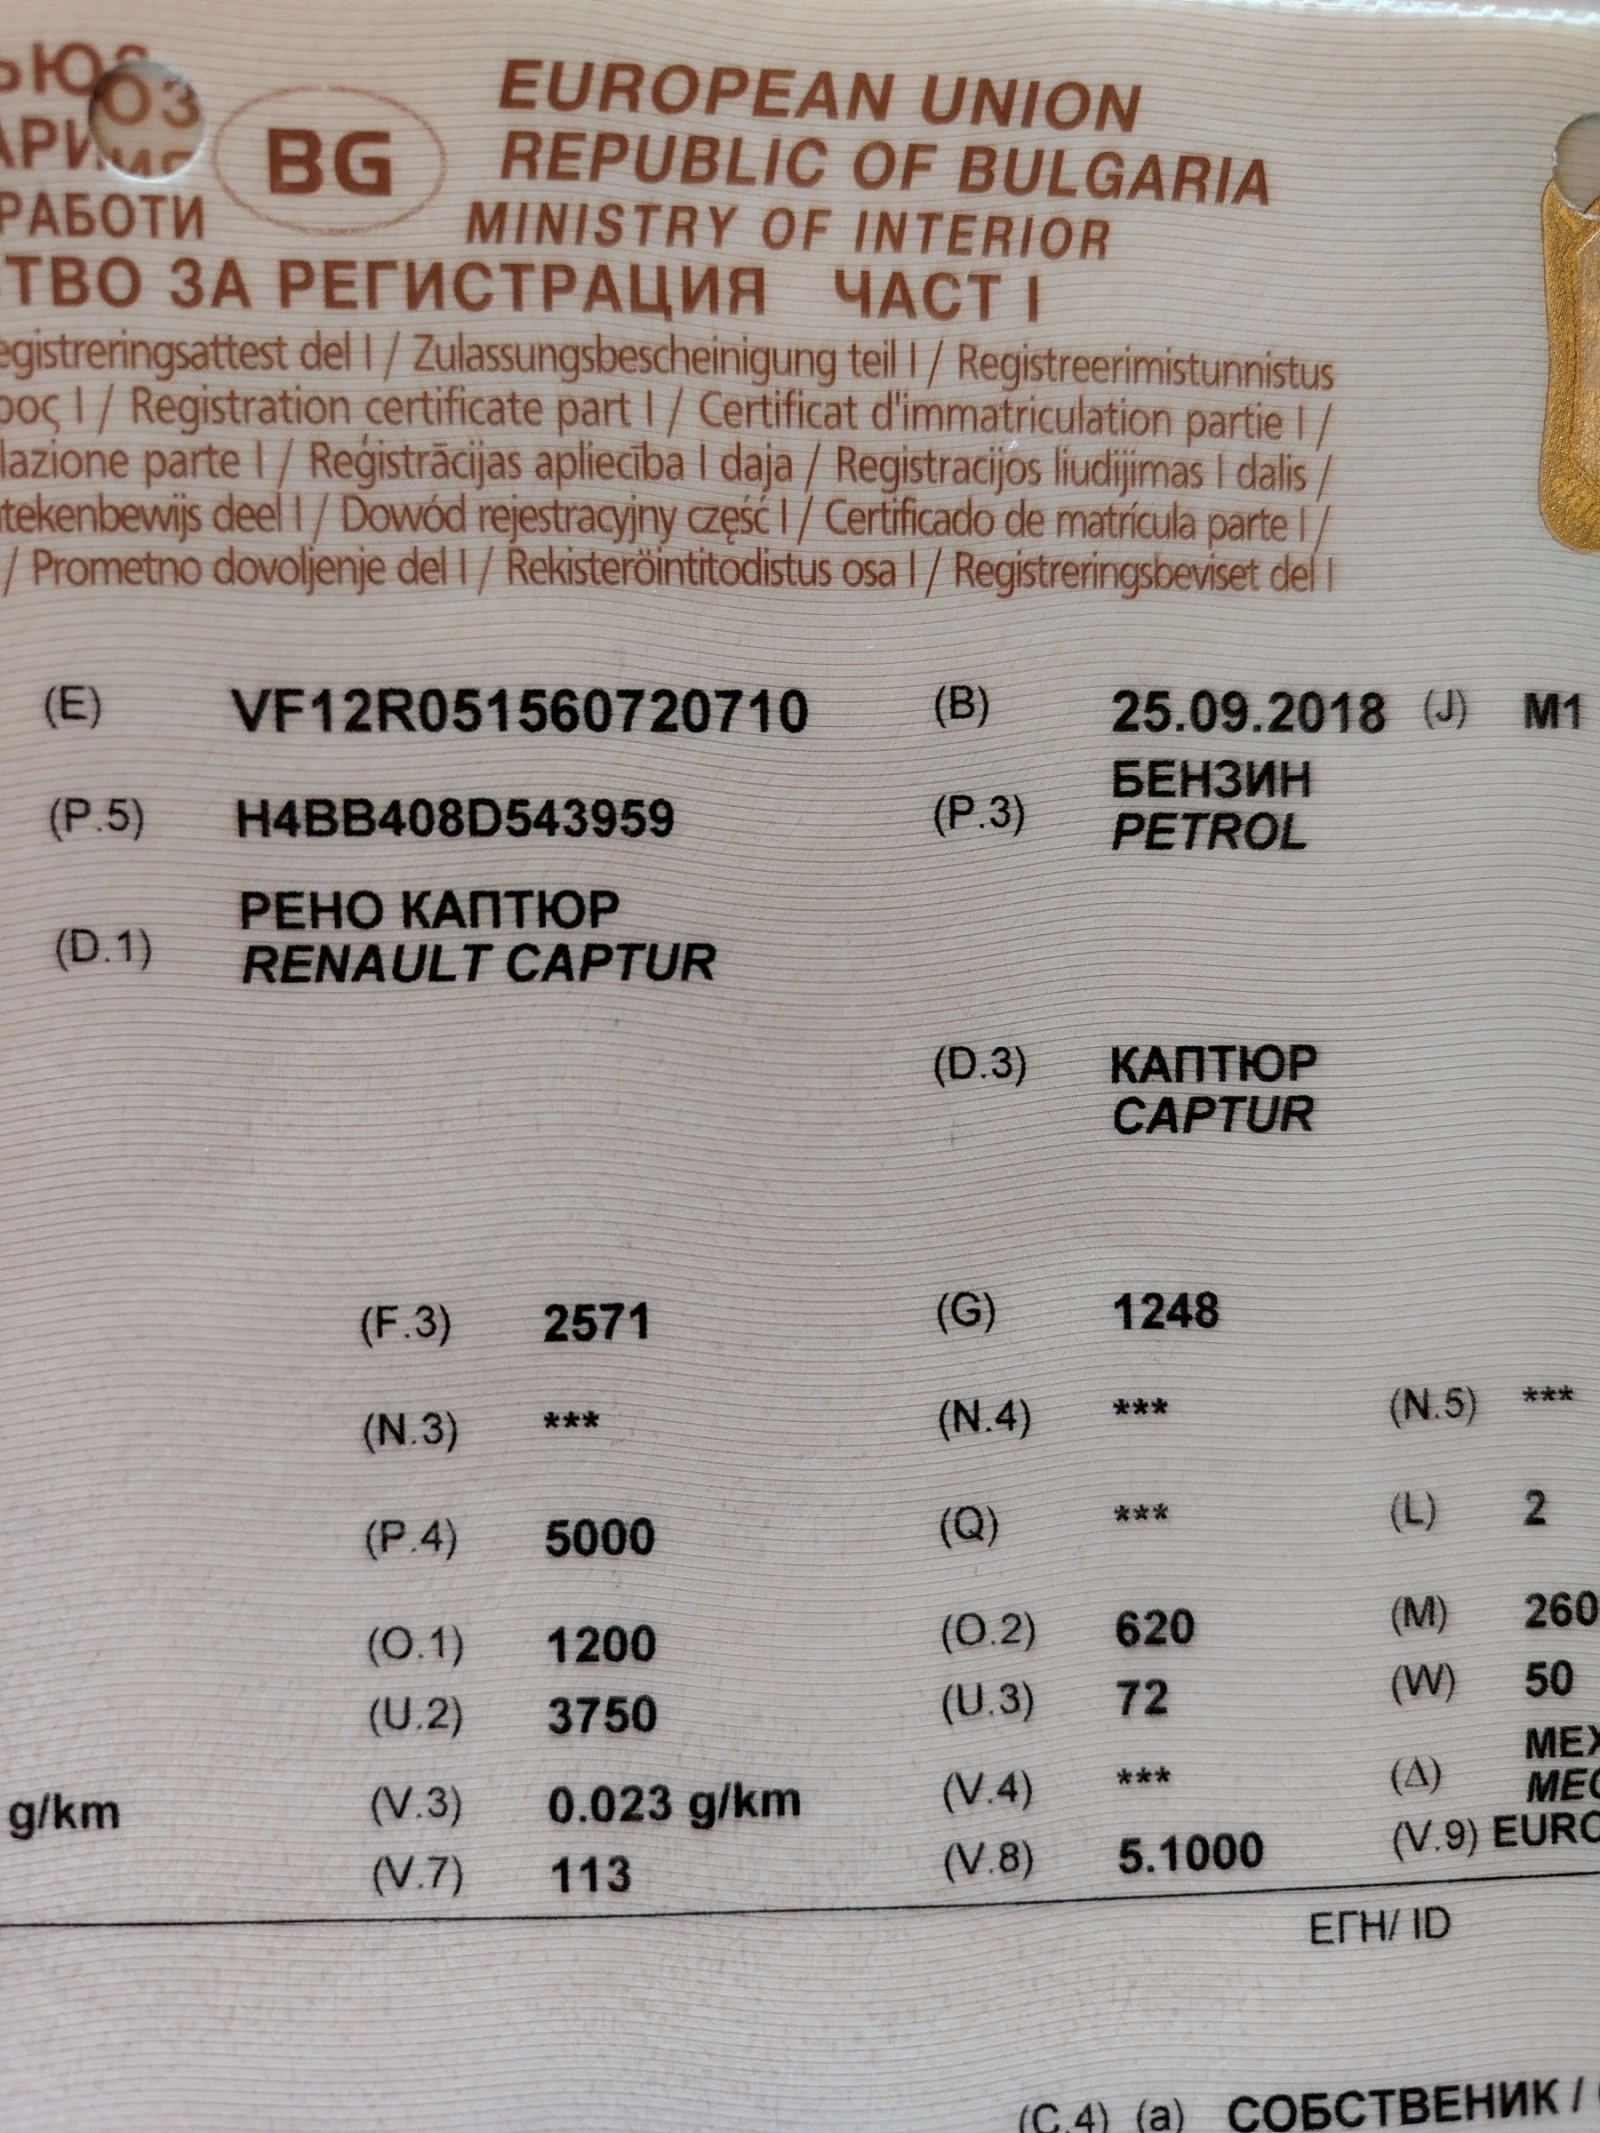 BG
EUROPEAN UNION
REPUBLIC OF BULGARIA
РАБОТИ
MINISTRY OF INTERIOR
ТВО ЗА РЕГИСТРАЦИЯ ЧАСТ I
egistreringsattest del I / Zulassungsbescheinigung teil I / Registreerimistunnistus
ρος I / Registration certificate part I / Certificat d'immatriculation partie I /
lazione parte I / Reģistrācijas apliecība I daja / Registracijos liudijimas I dalis /
tekenbewijs deel I / Dowód rejestracyjny część I / Certificado de matrícula parte I /
/ Prometno dovoljenje del I / Rekisteröintitodistus osa I / Registreringsbeviset del I
(E) VF12R051560720710 (B) 25.09.2018 (J) M1
(P.5) H4BB408D543959 (P.3) БЕНЗИН
PETROL
(D.1) РЕНО КАПТЮР
RENAULT CAPTUR
(D.3) КАПТЮР
CAPTUR
(F.3) 2571 (G) 1248
(N.3) *** (N.4) *** (N.5) ***
(P.4) 5000 (Q) *** (L) 2
(O.1) 1200 (O.2) 620 (M) 260
(U.2) 3750 (U.3) 72 (W) 50
g/km (V.3) 0.023 g/km (V.4) *** (Δ) МЕХ
MEC
(V.7) 113 (V.8) 5.1000 (V.9) EURO
ЕГН/ ID
(C.4) (a) СОБСТВЕНИК /